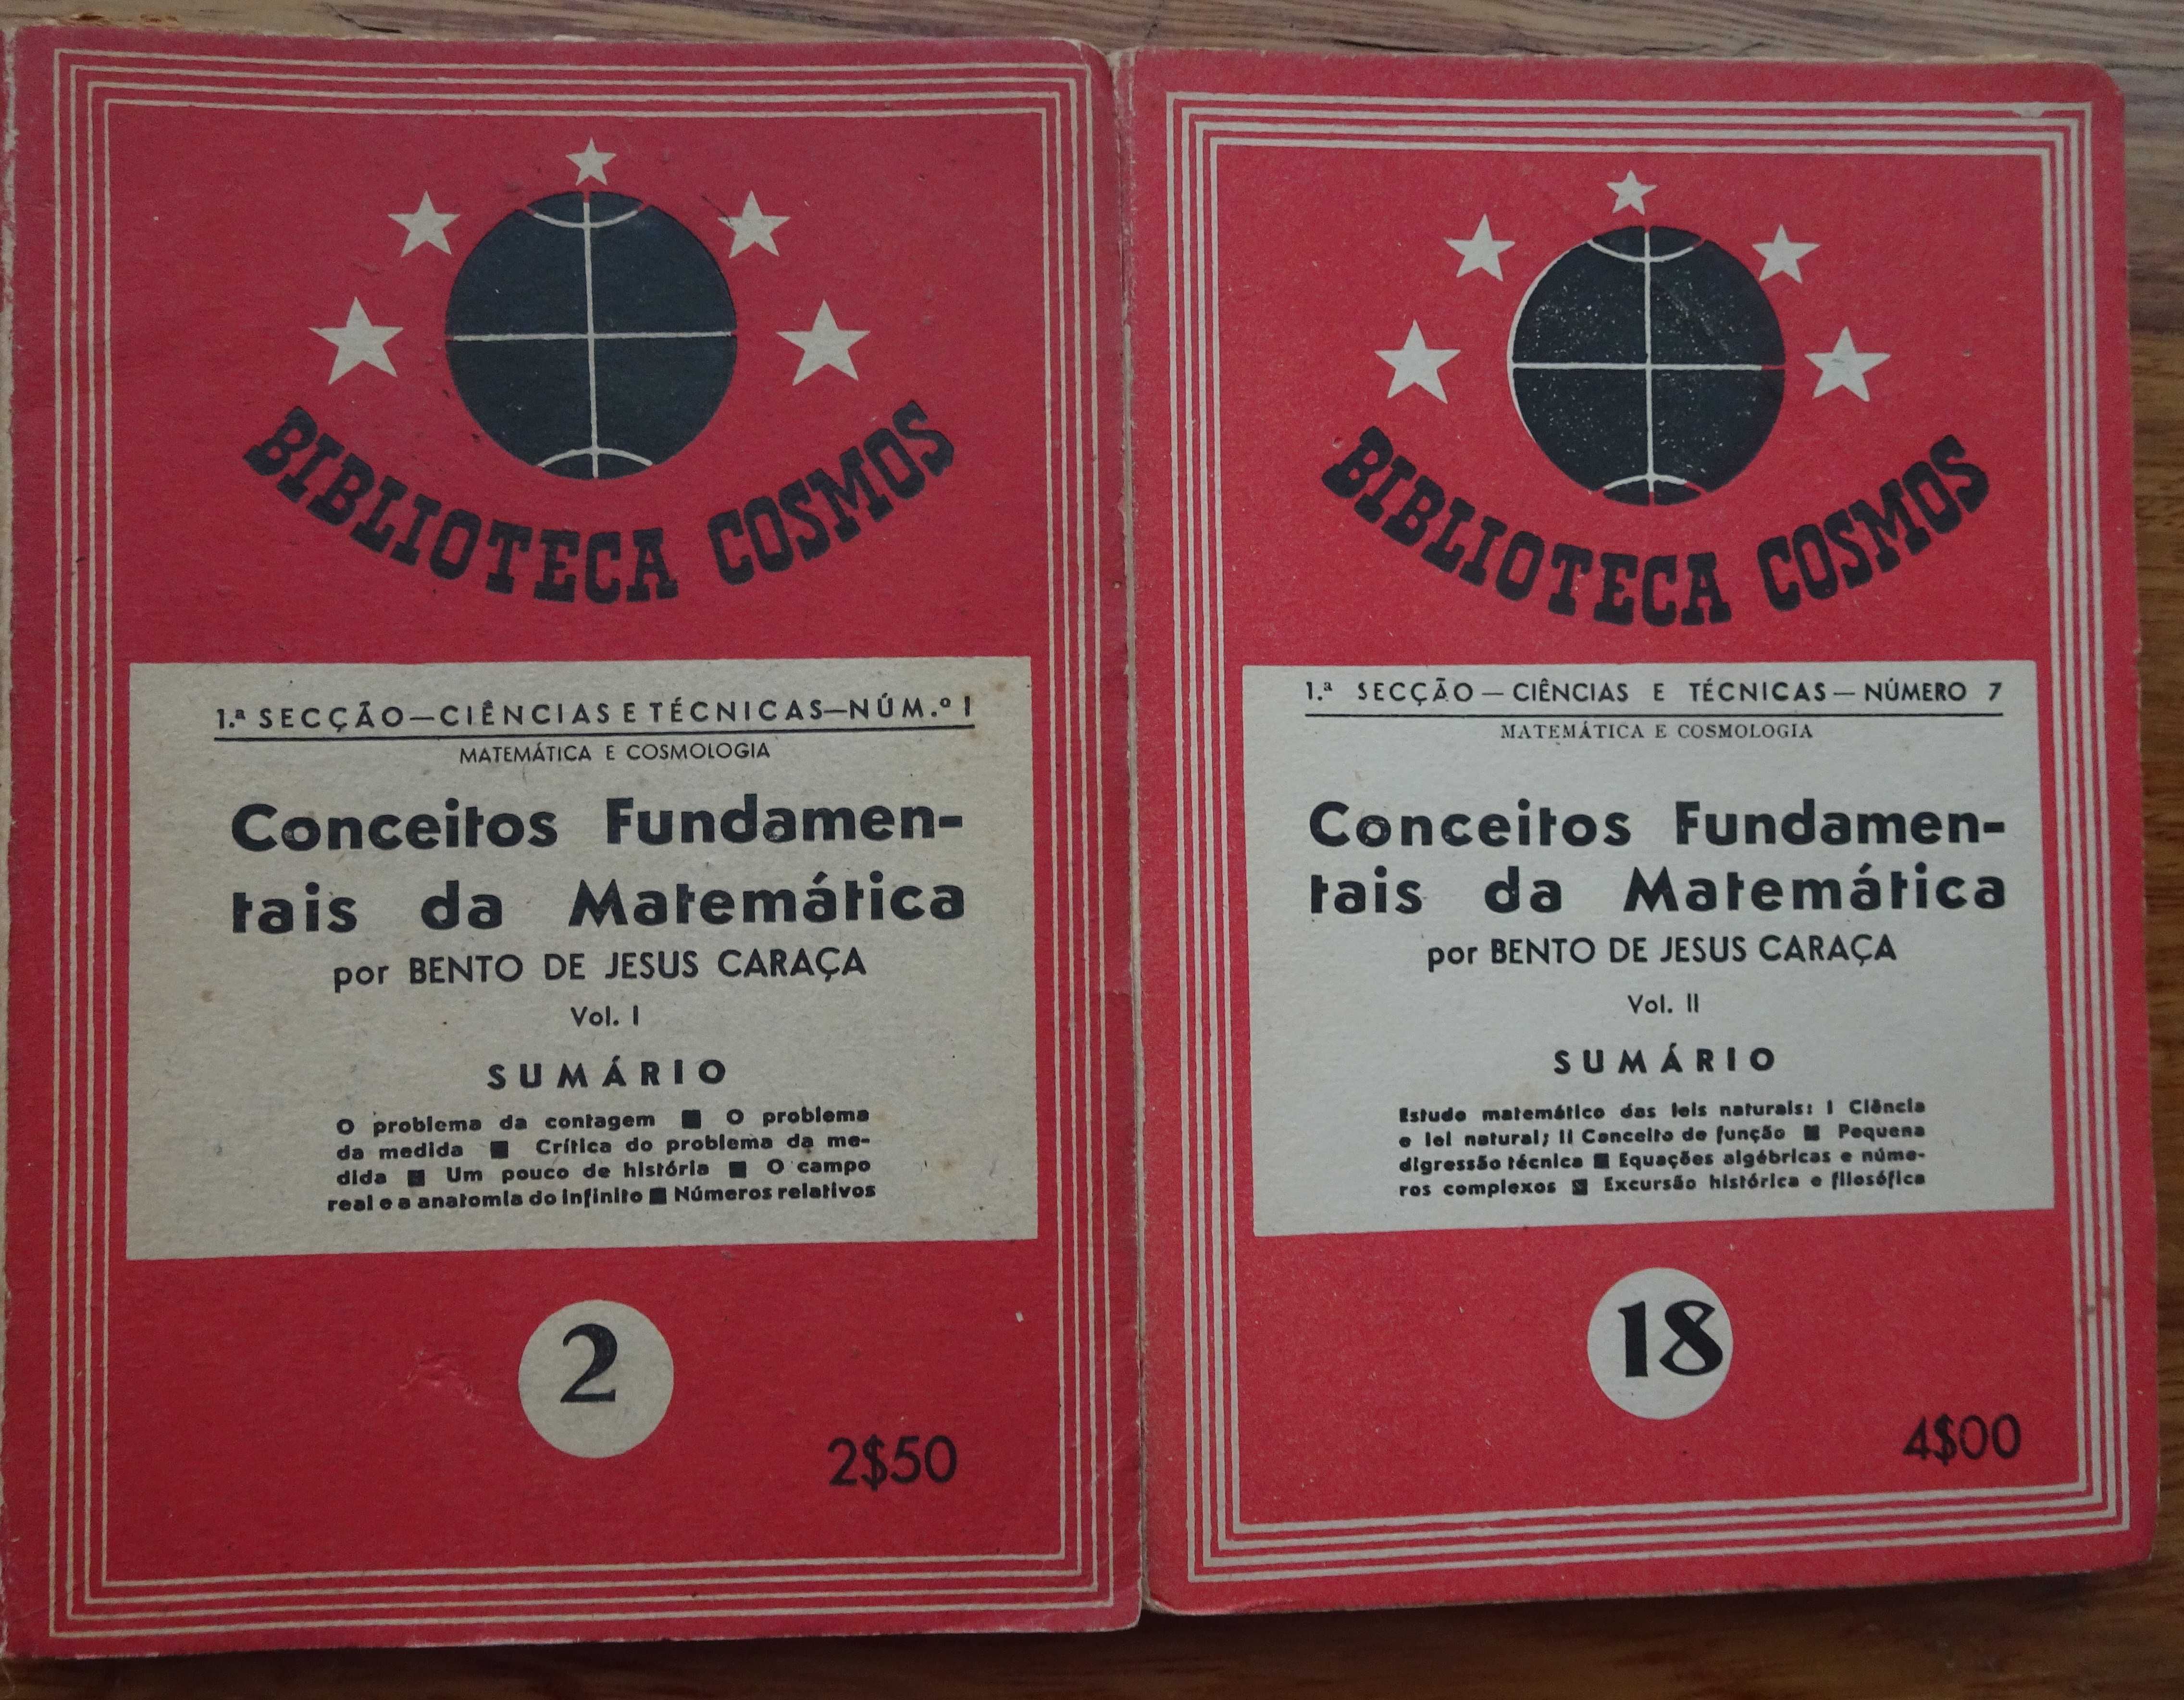 BIBLIOTECA COSMOS
1.ª SECÇÃO—CIÊNCIAS E TÉCNICAS—NÚM.º I
MATEMÁTICA E COSMOLOGIA
Conceitos Fundamen-
tais da Matemática
por BENTO DE JESUS CARAÇA
Vol. I
SUMÁRIO
O problema da contagem ■ O problema
da medida ■ Crítica do problema da me-
dida ■ Um pouco de história ■ O campo
real e a anatomia do infinito ■ Números relativos
2
2$50
BIBLIOTECA COSMOS
1.ª SECÇÃO — CIÊNCIAS E TÉCNICAS — NÚMERO 7
MATEMÁTICA E COSMOLOGIA
Conceitos Fundamen-
tais da Matemática
por BENTO DE JESUS CARAÇA
Vol. II
SUMÁRIO
Estudo matemático das leis naturais: I Ciência
e lei natural; II Conceito de função ■ Pequena
digressão técnica ■ Equações algébricas e núme-
ros complexos ■ Excursão histórica e filosófica
18
4$00